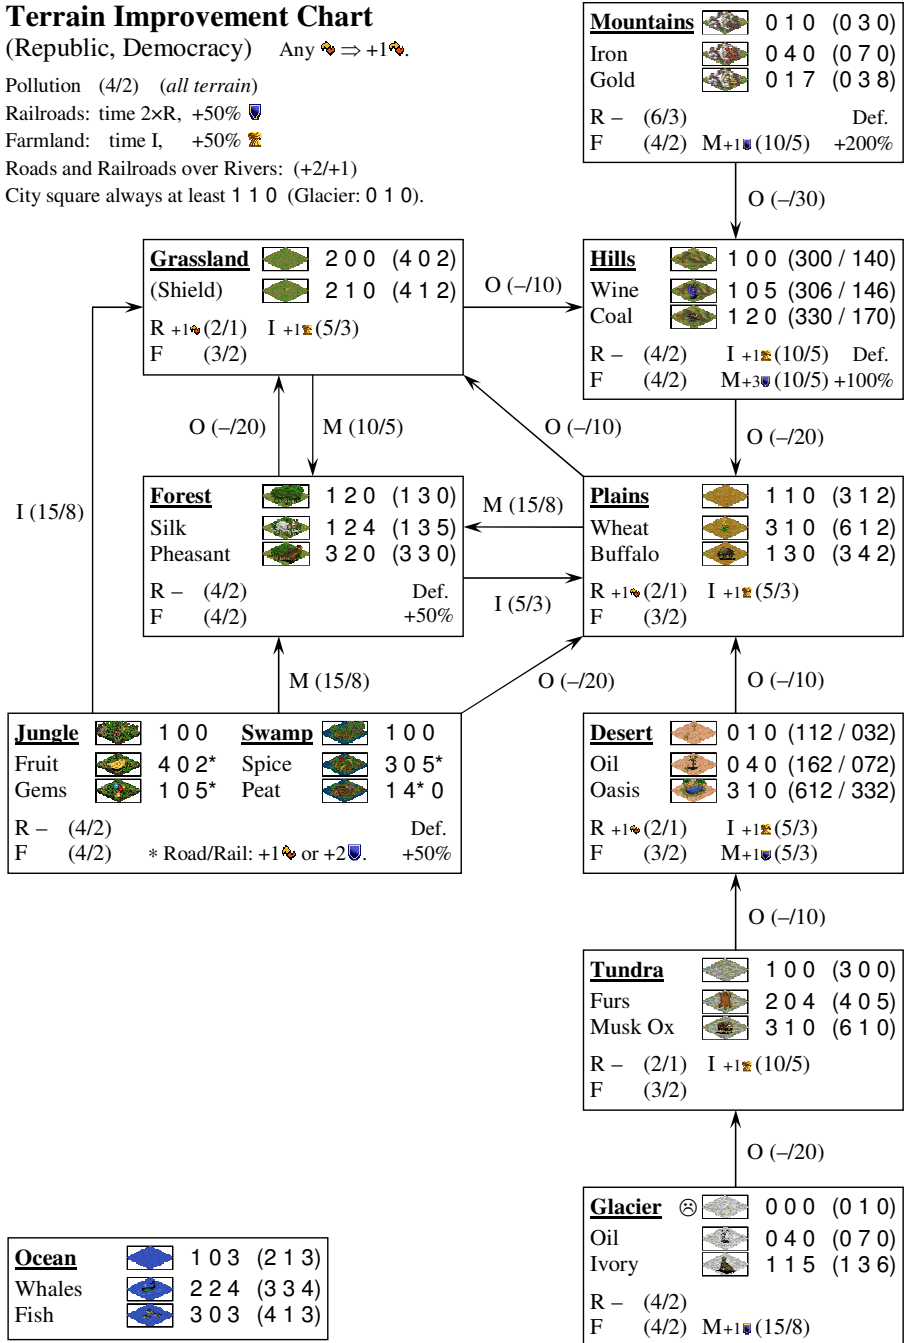 Terrain Improvement Chart
(Republic, Democracy) Any ⇒ +1 .
Pollution (4/2) (all terrain)
Railroads: time 2×R, +50%
Farmland: time I, +50%
Roads and Railroads over Rivers: (+2/+1)
City square always at least 1 1 0 (Glacier: 0 1 0).
Mountains 0 1 0 (0 3 0)
Iron 0 4 0 (0 7 0)
Gold 0 1 7 (0 3 8)
R – (6/3) Def.
F (4/2) M+1 (10/5) +200%
O (–/30)
Grassland 2 0 0 (4 0 2)
(Shield) 2 1 0 (4 1 2)
R +1 (2/1) I +1 (5/3)
F (3/2)
O (–/10)
Hills 1 0 0 (300 / 140)
Wine 1 0 5 (306 / 146)
Coal 1 2 0 (330 / 170)
R – (4/2) I +1 (10/5) Def.
F (4/2) M+3 (10/5) +100%
O (–/20)
M (10/5)
O (–/10)
O (–/20)
I (15/8)
Forest 1 2 0 (1 3 0)
Silk 1 2 4 (1 3 5)
Pheasant 3 2 0 (3 3 0)
R – (4/2) Def.
F (4/2) +50%
M (15/8)
I (5/3)
Plains 1 1 0 (3 1 2)
Wheat 3 1 0 (6 1 2)
Buffalo 1 3 0 (3 4 2)
R +1 (2/1) I +1 (5/3)
F (3/2)
M (15/8)
O (–/20)
O (–/10)
Jungle 1 0 0 Swamp 1 0 0
Fruit 4 0 2* Spice 3 0 5*
Gems 1 0 5* Peat 1 4* 0
R – (4/2) Def.
F (4/2) * Road/Rail: +1 or +2 . +50%
Desert 0 1 0 (112 / 032)
Oil 0 4 0 (162 / 072)
Oasis 3 1 0 (612 / 332)
R +1 (2/1) I +1 (5/3)
F (3/2) M+1 (5/3)
O (–/10)
Tundra 1 0 0 (3 0 0)
Furs 2 0 4 (4 0 5)
Musk Ox 3 1 0 (6 1 0)
R – (2/1) I +1 (10/5)
F (3/2)
O (–/20)
Glacier ☹ 0 0 0 (0 1 0)
Oil 0 4 0 (0 7 0)
Ivory 1 1 5 (1 3 6)
R – (4/2)
F (4/2) M+1 (15/8)
Ocean 1 0 3 (2 1 3)
Whales 2 2 4 (3 3 4)
Fish 3 0 3 (4 1 3)